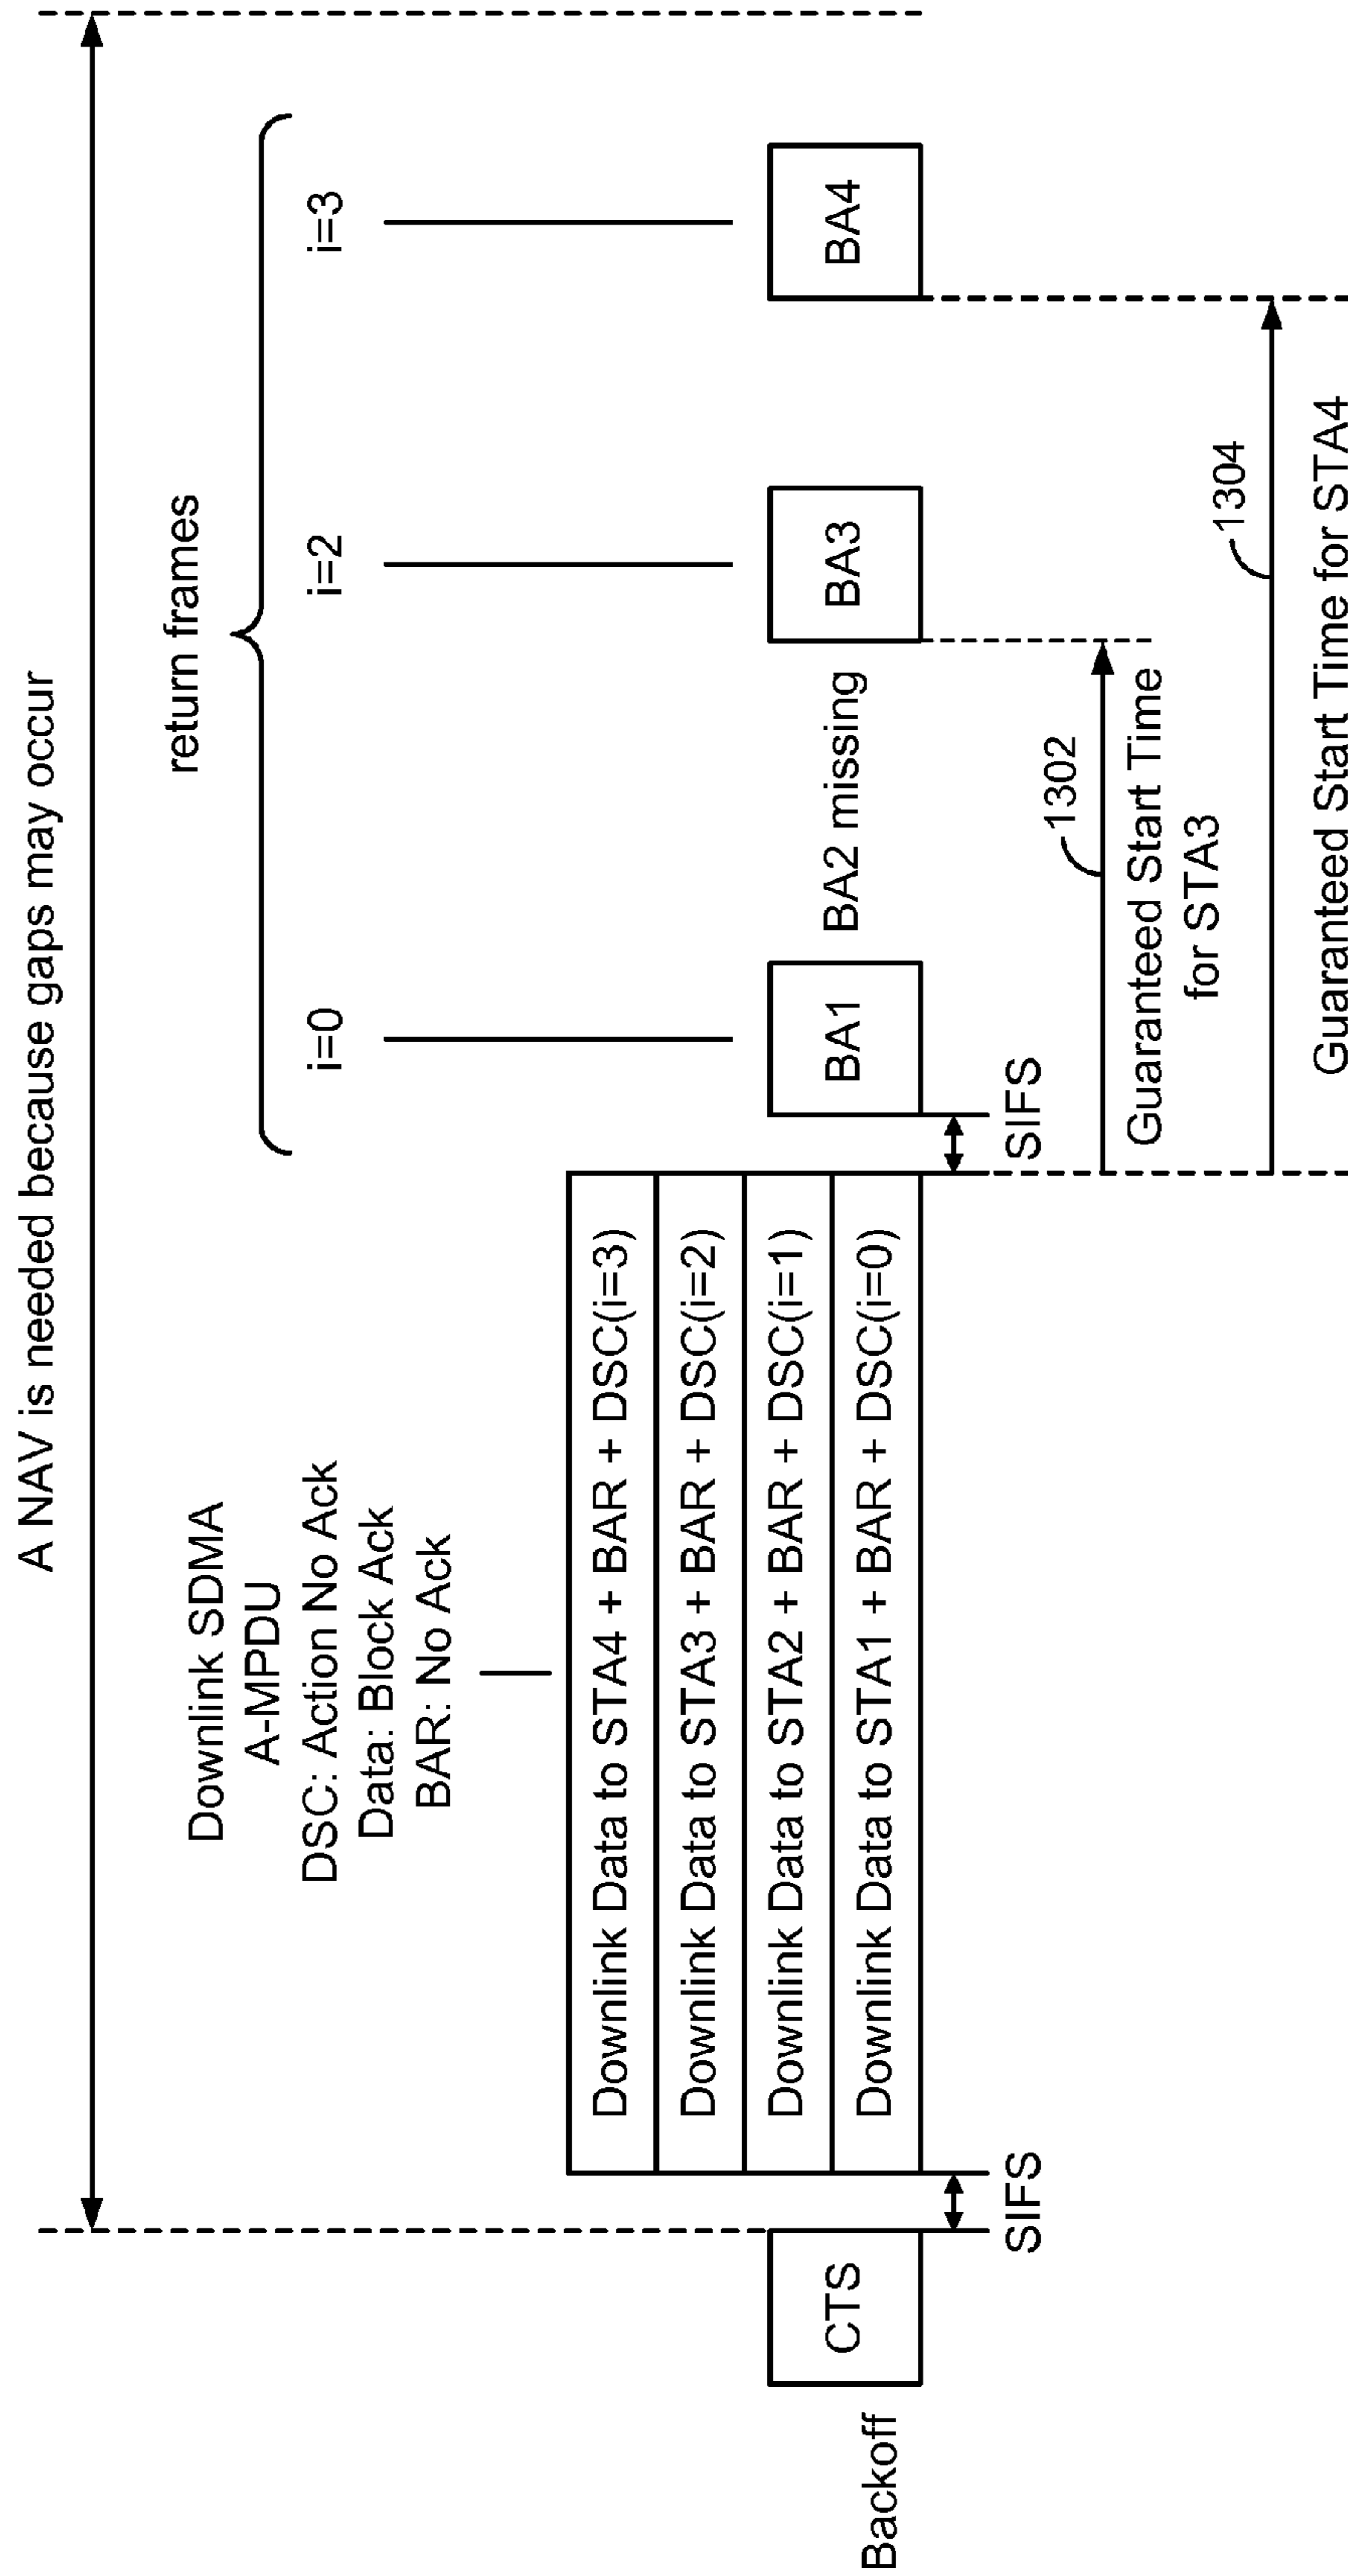 A NAV is needed because gaps may occur
Downlink SDMA
A-MPDU
DSC: Action No Ack
Data: Block Ack
BAR: No Ack
return frames
i=0
i=2
i=3
Downlink Data to STA4 + BAR + DSC(i=3)
Downlink Data to STA3 + BAR + DSC(i=2)
Downlink Data to STA2 + BAR + DSC(i=1)
Downlink Data to STA1 + BAR + DSC(i=0)
Backoff
CTS
BA1
BA2 missing
BA3
BA4
SIFS
SIFS
1302
Guaranteed Start Time
for STA3
1304
Guaranteed Start Time for STA4